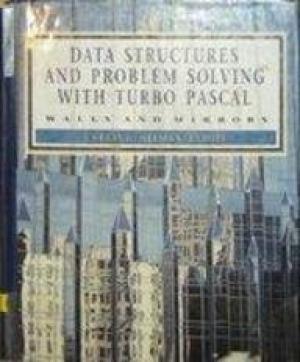 DATA STRUCTURES
AND PROBLEM SOLVING
WITH TURBO PASCAL
WALLS AND MIRRORS